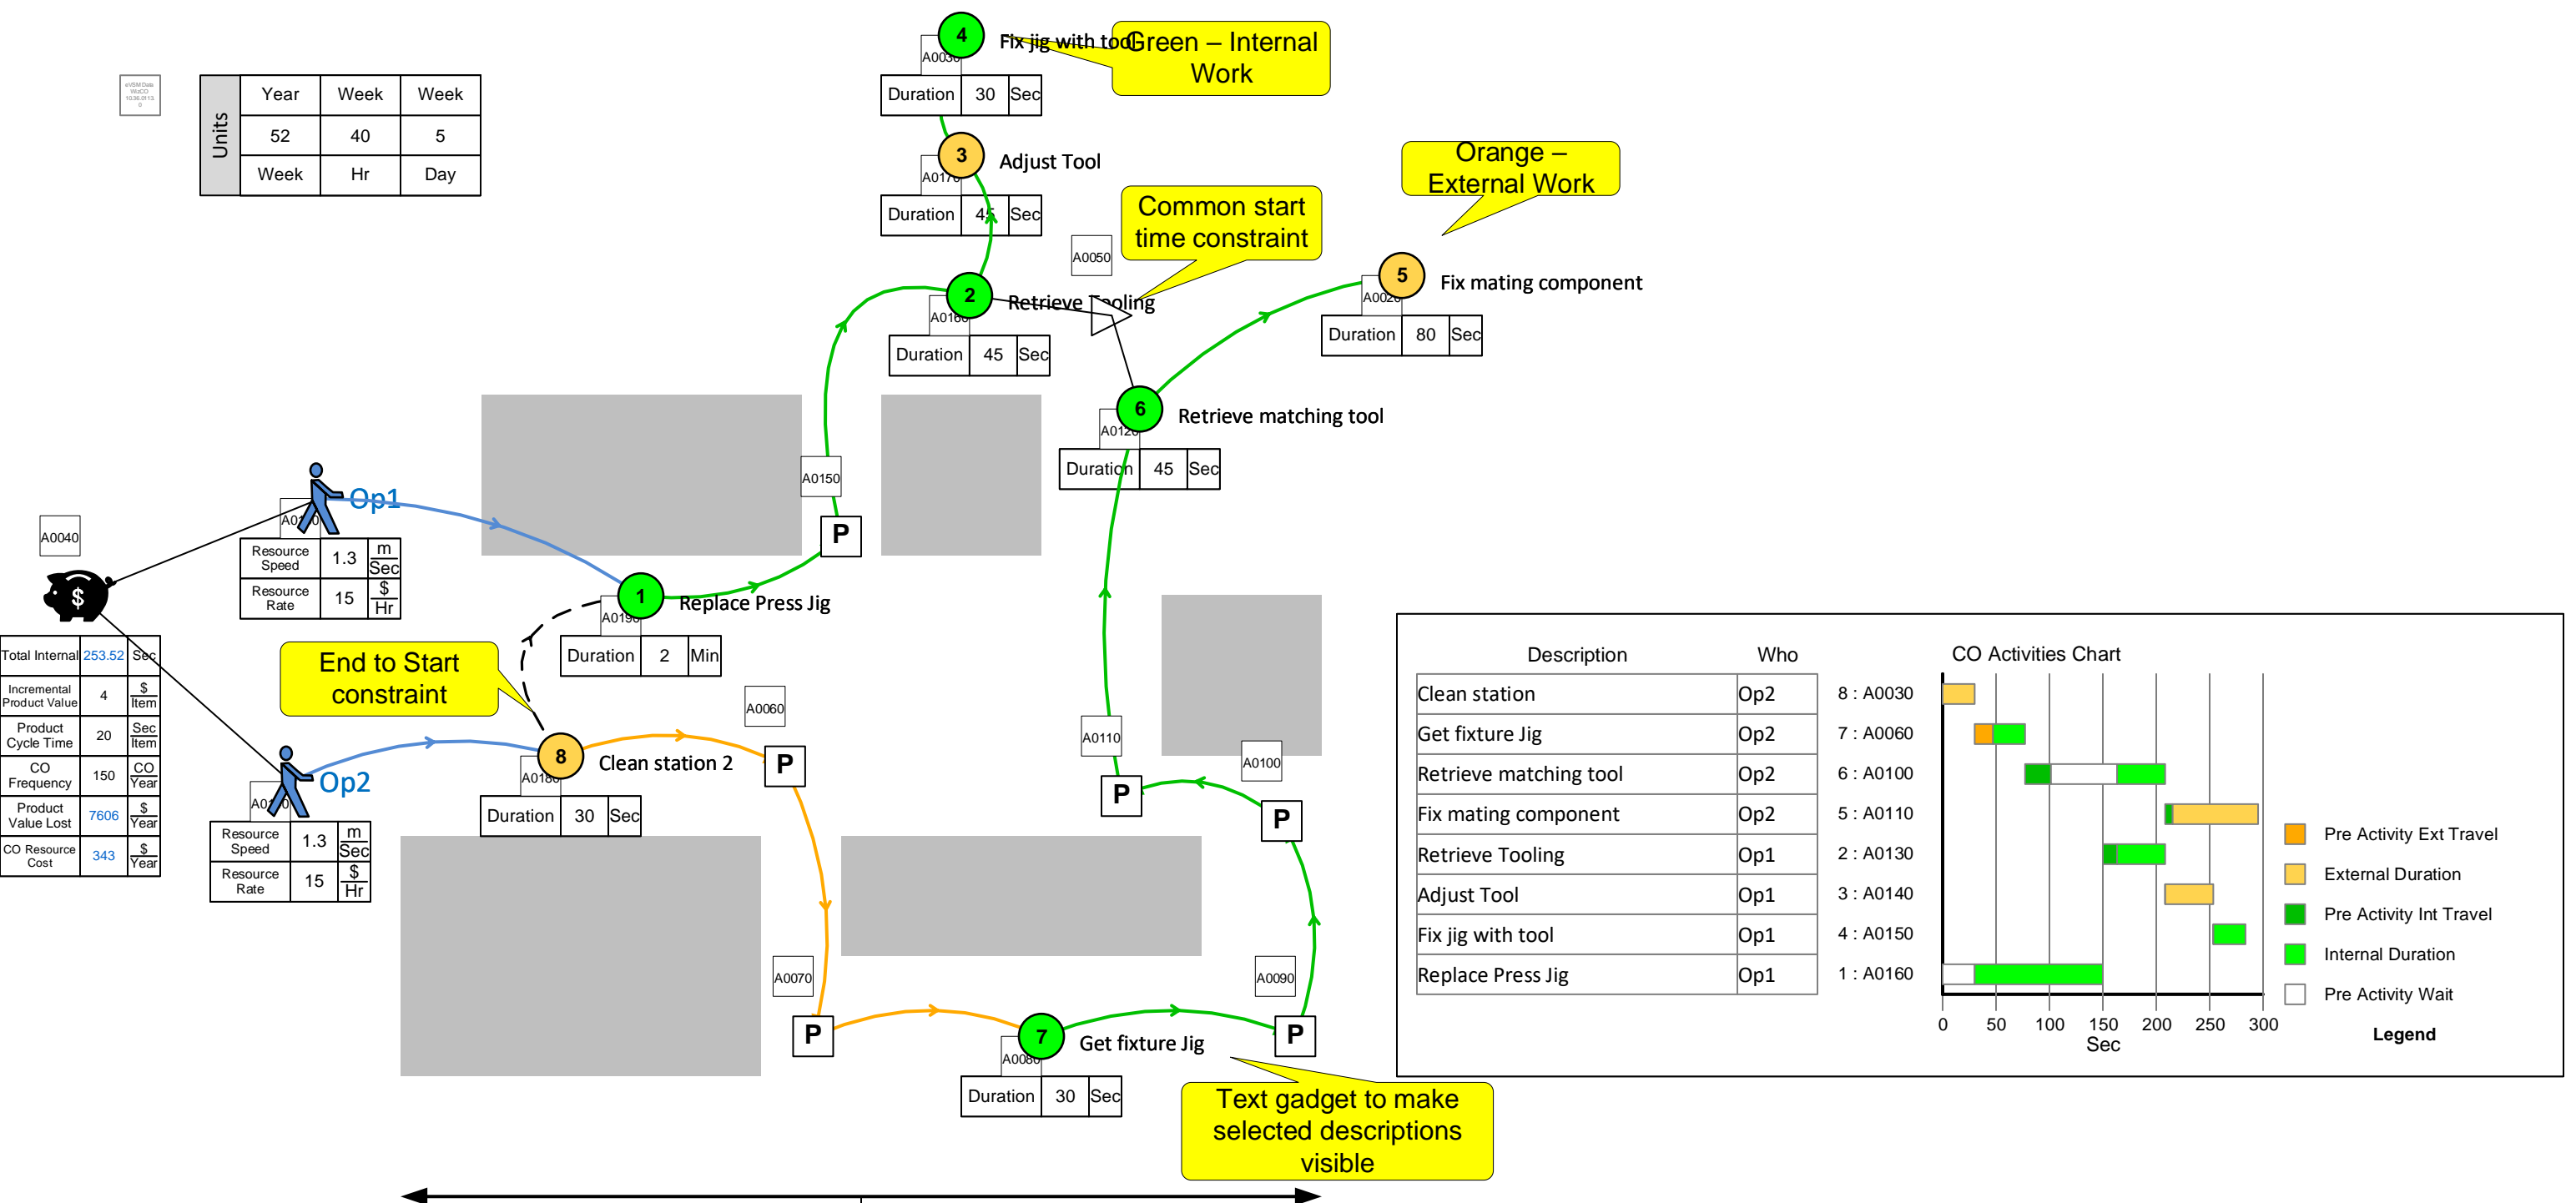 4
Fix jig with tool
A0030
Duration 30 Sec
Green – Internal
Work
eVSM Data
Units
Year Week Week
52 40 5
Week Hr Day
3
Adjust Tool
A0170
Duration 45 Sec
Orange –
External Work
Common start
time constraint
A0050
5
Fix mating component
A0020
Duration 80 Sec
2
Retrieve Tooling
A0160
Duration 45 Sec
6
Retrieve matching tool
A0120
Duration 45 Sec
A0150
P
Op1
Resource
Speed 1.3 m
Sec
Resource
Rate 15 $
Hr
A0040
$
1
Replace Press Jig
A0190
Duration 2 Min
Total Internal 253.52 Sec
Incremental
Product Value 4 $
Item
Product
Cycle Time 20 Sec
Item
CO
Frequency 150 CO
Year
Product
Value Lost 7606 $
Year
CO Resource
Cost 343 $
Year
End to Start
constraint
A0060
P
8
Clean station 2
A0180
Duration 30 Sec
Op2
Resource
Speed 1.3 m
Sec
Resource
Rate 15 $
Hr
A0110
P
A0100
P
A0070
P
A0090
P
7
Get fixture Jig
A0080
Duration 30 Sec
Text gadget to make
selected descriptions
visible
Description Who CO Activities Chart
Clean station Op2 8 : A0030
Get fixture Jig Op2 7 : A0060
Retrieve matching tool Op2 6 : A0100
Fix mating component Op2 5 : A0110
Retrieve Tooling Op1 2 : A0130
Adjust Tool Op1 3 : A0140
Fix jig with tool Op1 4 : A0150
Replace Press Jig Op1 1 : A0160
0 50 100 150 200 250 300
Sec
Pre Activity Ext Travel
External Duration
Pre Activity Int Travel
Internal Duration
Pre Activity Wait
Legend